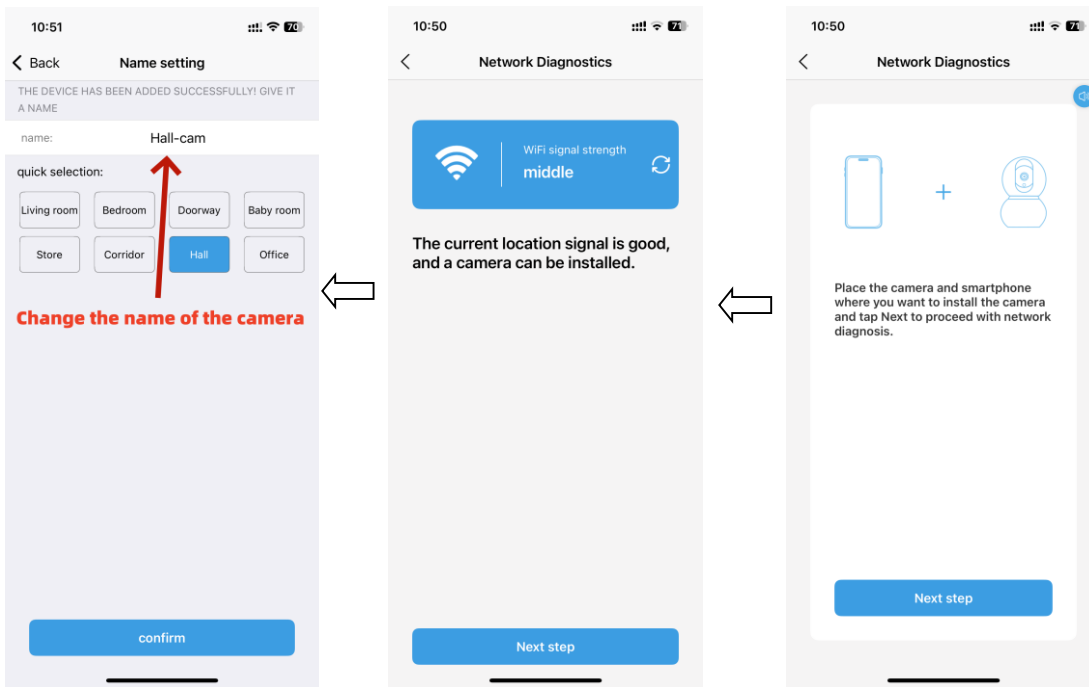 10:51
70
Back
Name setting
THE DEVICE HAS BEEN ADDED SUCCESSFULLY! GIVE IT
A NAME
name:
Hall-cam
quick selection:
Living room
Bedroom
Doorway
Baby room
Store
Corridor
Hall
Office
Change the name of the camera
confirm
10:50
71
Network Diagnostics
WiFi signal strength
middle
The current location signal is good,
and a camera can be installed.
Next step
10:50
71
Network Diagnostics
Place the camera and smartphone
where you want to install the camera
and tap Next to proceed with network
diagnosis.
Next step